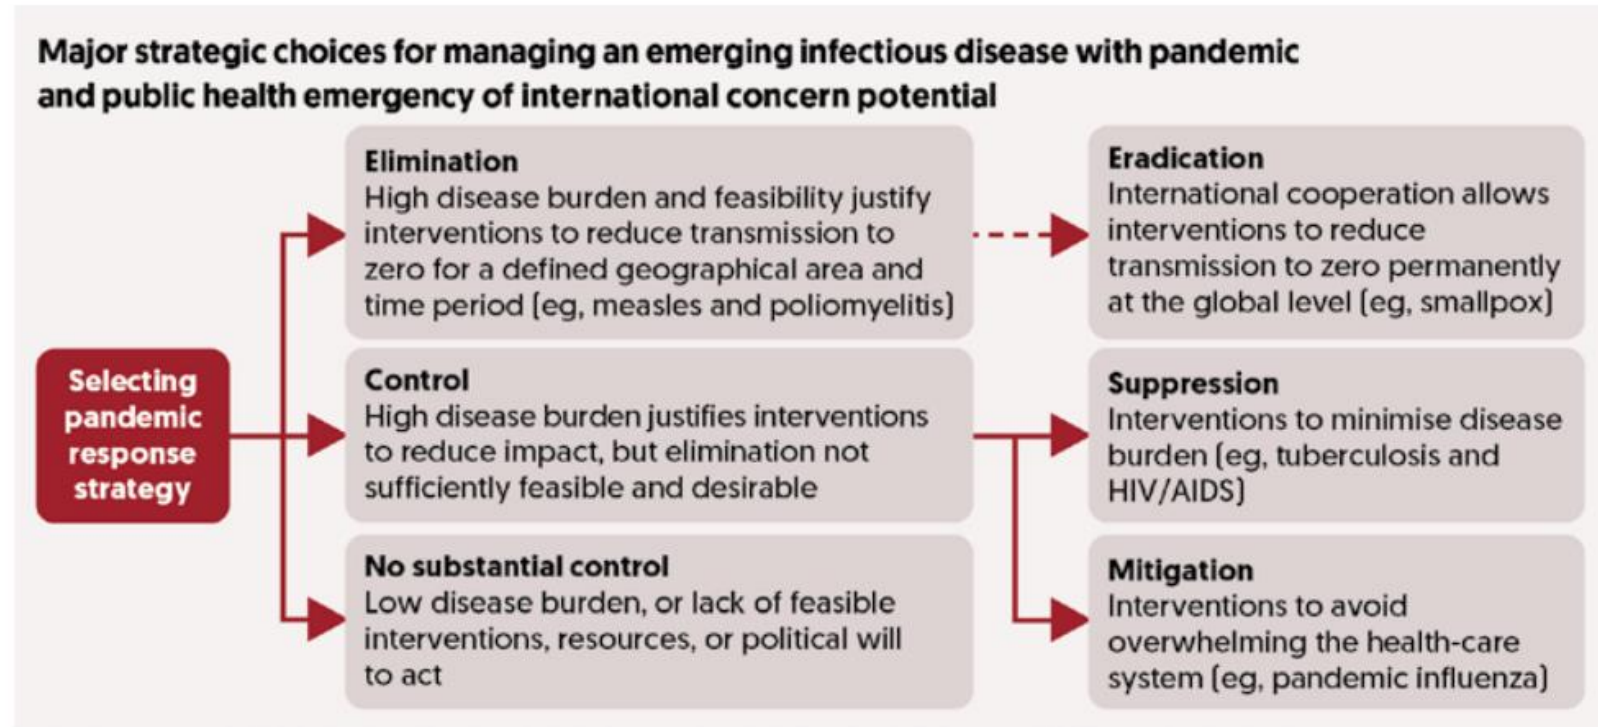 Major strategic choices for managing an emerging infectious disease with pandemic
and public health emergency of international concern potential
Selecting
pandemic
response
strategy
Elimination
High disease burden and feasibility justify
interventions to reduce transmission to
zero for a defined geographical area and
time period (eg, measles and poliomyelitis)
Eradication
International cooperation allows
interventions to reduce
transmission to zero permanently
at the global level (eg, smallpox)
Control
High disease burden justifies interventions
to reduce impact, but elimination not
sufficiently feasible and desirable
Suppression
Interventions to minimise disease
burden (eg, tuberculosis and
HIV/AIDS)
No substantial control
Low disease burden, or lack of feasible
interventions, resources, or political will
to act
Mitigation
Interventions to avoid
overwhelming the health-care
system (eg, pandemic influenza)